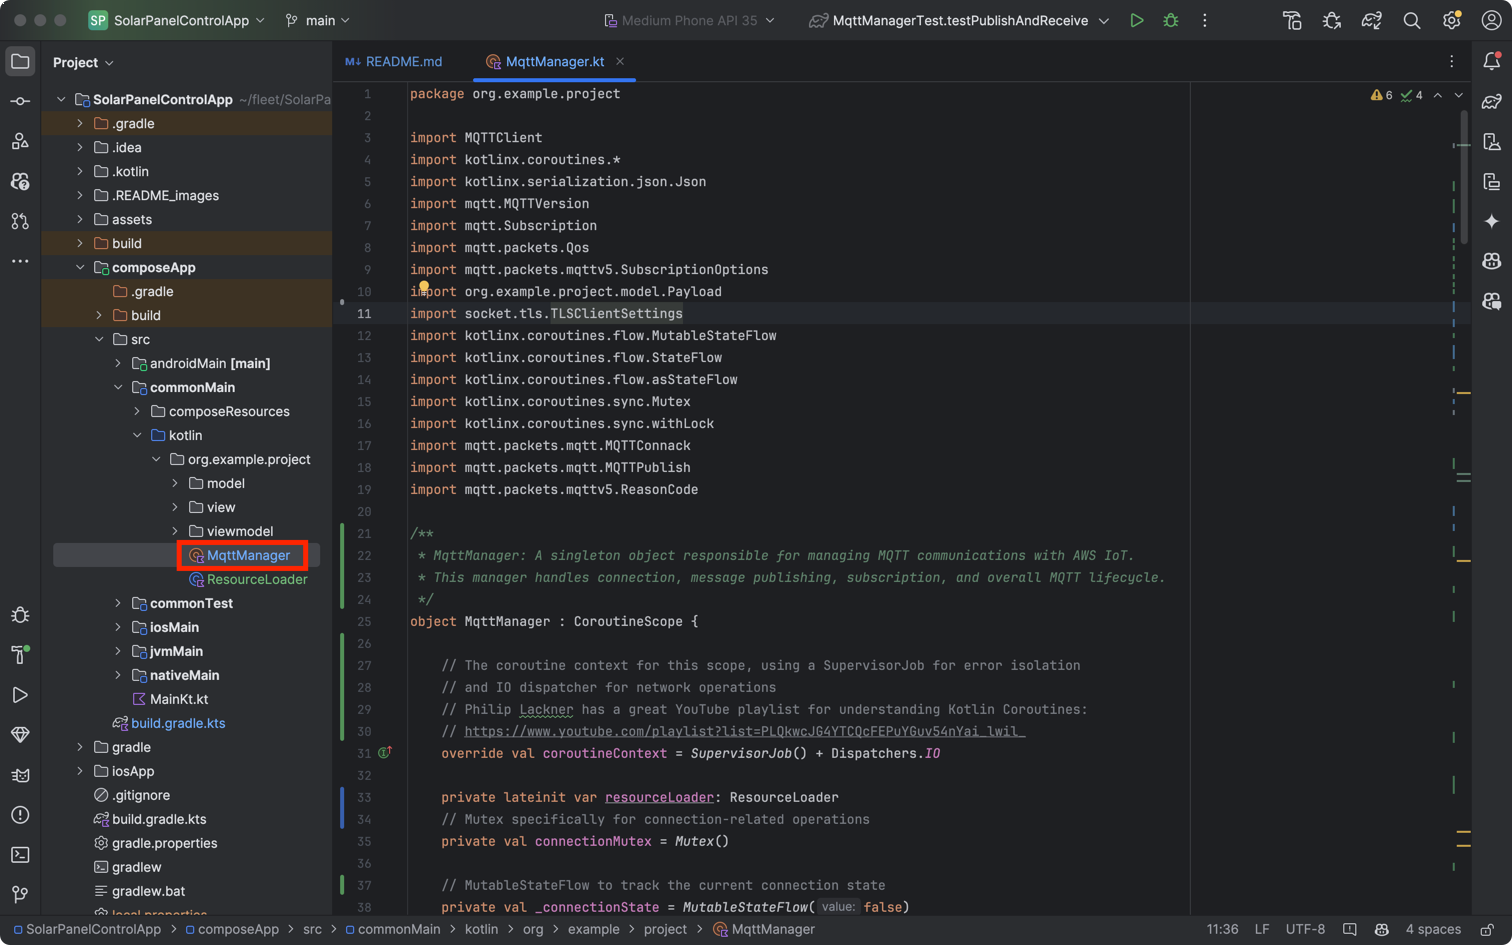 SP SolarPanelControlApp main Medium Phone API 35 MqttManagerTest.testPublishAndReceive
Project
SolarPanelControlApp ~/fleet/SolarPa
.gradle
.idea
.kotlin
.README_images
assets
build
composeApp
.gradle
build
src
androidMain [main]
commonMain
composeResources
kotlin
org.example.project
model
view
viewmodel
MqttManager
ResourceLoader
commonTest
iosMain
jvmMain
nativeMain
MainKt.kt
build.gradle.kts
gradle
iosApp
.gitignore
build.gradle.kts
gradle.properties
gradlew
gradlew.bat
local.properties
M↓ README.md MqttManager.kt
6 4
1 package org.example.project
2
3 import MQTTClient
4 import kotlinx.coroutines.*
5 import kotlinx.serialization.json.Json
6 import mqtt.MQTTVersion
7 import mqtt.Subscription
8 import mqtt.packets.Qos
9 import mqtt.packets.mqttv5.SubscriptionOptions
10 import org.example.project.model.Payload
11 import socket.tls.TLSClientSettings
12 import kotlinx.coroutines.flow.MutableStateFlow
13 import kotlinx.coroutines.flow.StateFlow
14 import kotlinx.coroutines.flow.asStateFlow
15 import kotlinx.coroutines.sync.Mutex
16 import kotlinx.coroutines.sync.withLock
17 import mqtt.packets.mqtt.MQTTConnack
18 import mqtt.packets.mqtt.MQTTPublish
19 import mqtt.packets.mqttv5.ReasonCode
20
21 /**
22 * MqttManager: A singleton object responsible for managing MQTT communications with AWS IoT.
23 * This manager handles connection, message publishing, subscription, and overall MQTT lifecycle.
24 */
25 object MqttManager : CoroutineScope {
26
27 // The coroutine context for this scope, using a SupervisorJob for error isolation
28 // and IO dispatcher for network operations
29 // Philip Lackner has a great YouTube playlist for understanding Kotlin Coroutines:
30 // https://www.youtube.com/playlist?list=PLQkwcJG4YTCQcFEPuYGuv54nYai_lwil_
31 override val coroutineContext = SupervisorJob() + Dispatchers.IO
32
33 private lateinit var resourceLoader: ResourceLoader
34 // Mutex specifically for connection-related operations
35 private val connectionMutex = Mutex()
36
37 // MutableStateFlow to track the current connection state
38 private val _connectionState = MutableStateFlow( value: false)
SolarPanelControlApp > composeApp > src > commonMain > kotlin > org > example > project > MqttManager 11:36 LF UTF-8 4 spaces